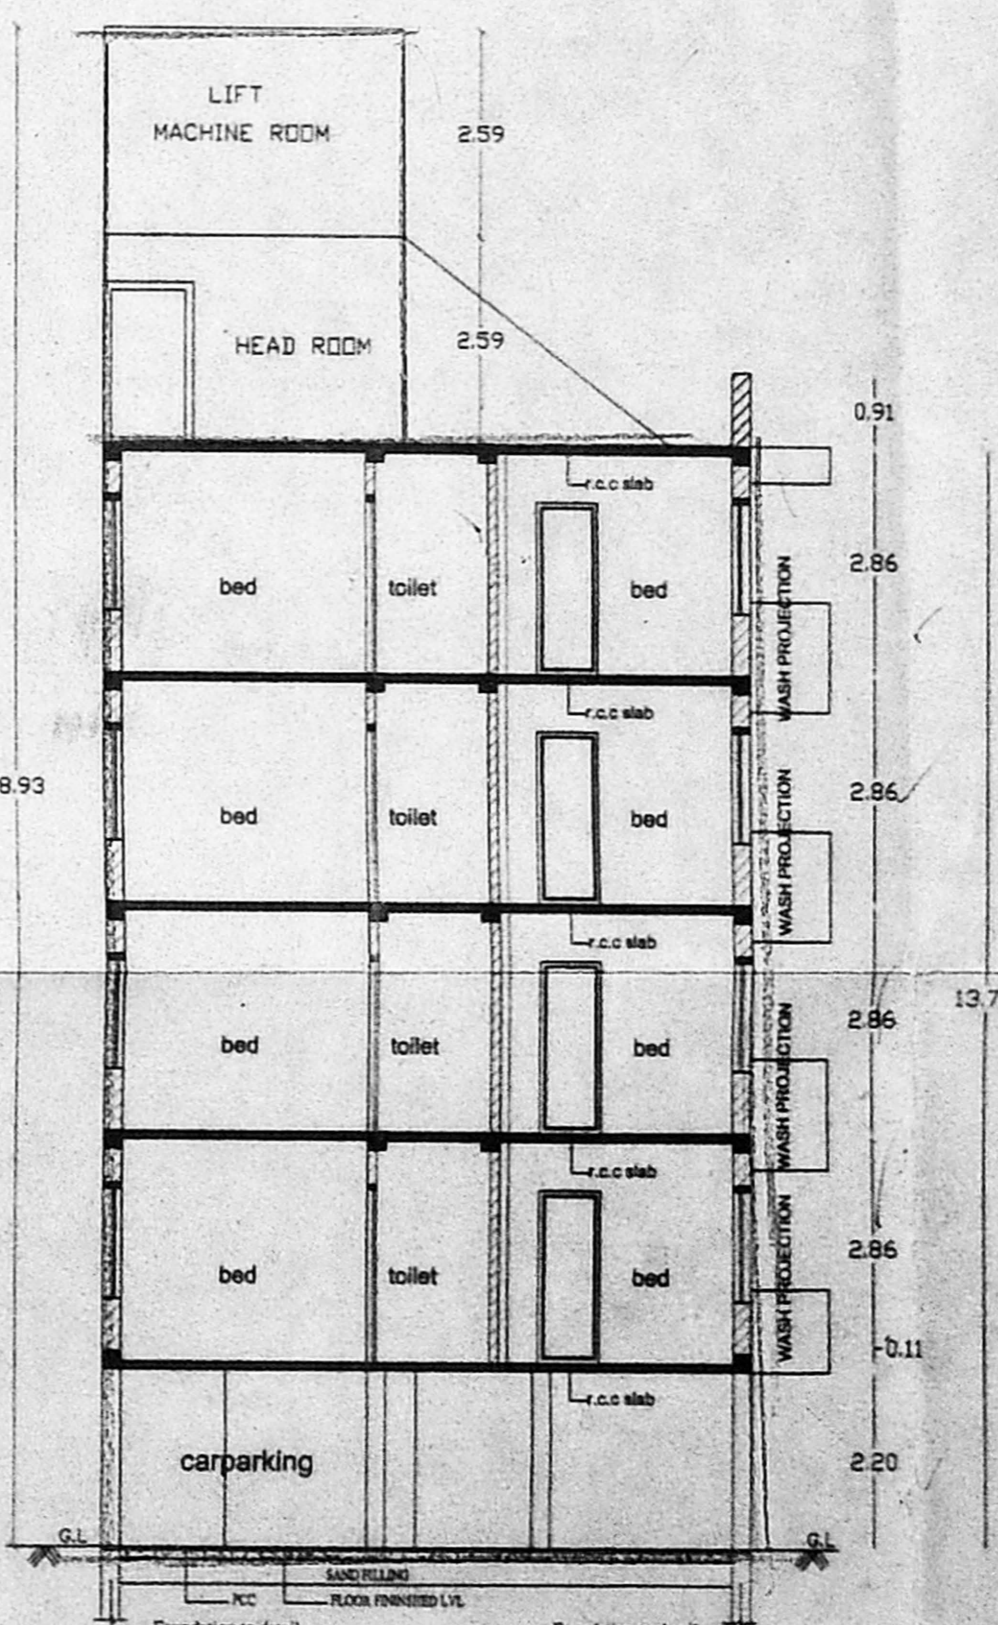 LIFT
MACHINE ROOM
2.59
HEAD ROOM
2.59
0.91
r.c.c slab
bed
toilet
bed
WASH PROJECTION
2.86
r.c.c slab
8.93
bed
toilet
bed
WASH PROJECTION
2.86
r.c.c slab
13.7
bed
toilet
bed
WASH PROJECTION
2.86
r.c.c slab
bed
toilet
bed
WASH PROJECTION
2.86
0.11
r.c.c slab
carparking
2.20
G.L
G.L
SAND FILLING
PCC
FLOOR FININSHED LVL